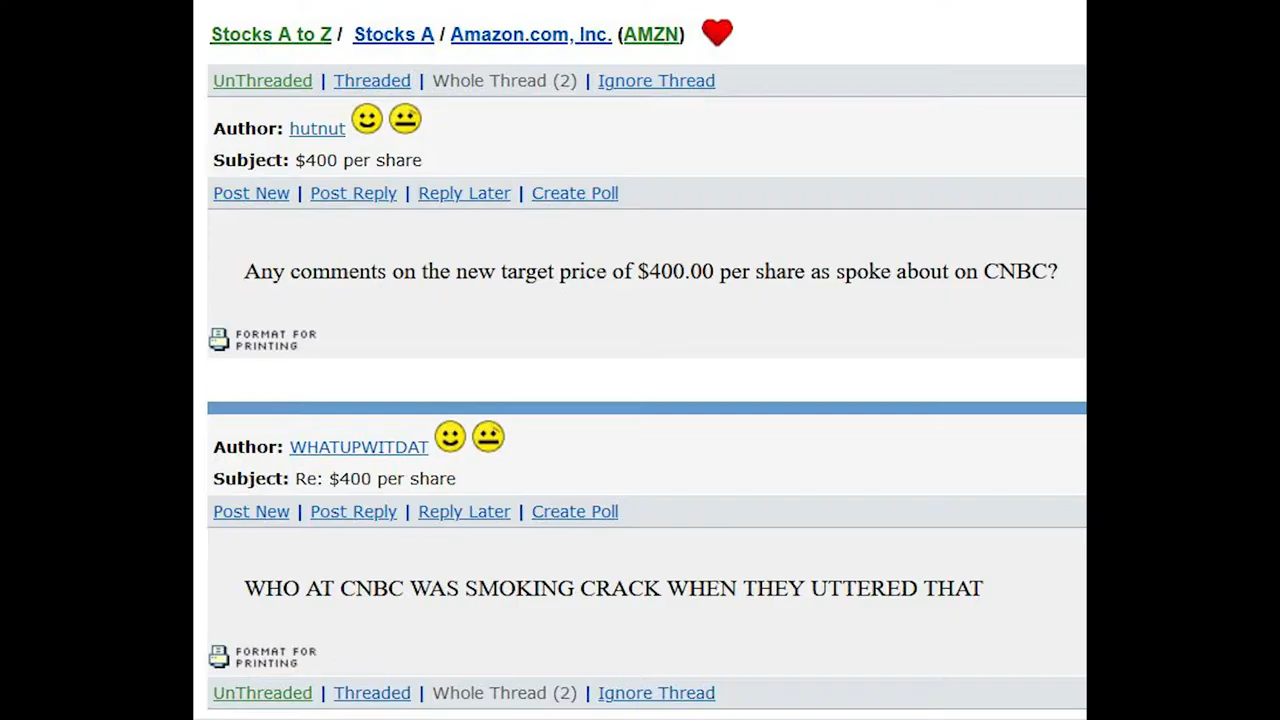 Stocks A to Z / Stocks A / Amazon.com, Inc. (AMZN)
UnThreaded | Threaded | Whole Thread (2) | Ignore Thread
Author: hutnut
Subject: $400 per share
Post New | Post Reply | Reply Later | Create Poll
Any comments on the new target price of $400.00 per share as spoke about on CNBC?
FORMAT FOR
PRINTING
Author: WHATUPWITDAT
Subject: Re: $400 per share
Post New | Post Reply | Reply Later | Create Poll
WHO AT CNBC WAS SMOKING CRACK WHEN THEY UTTERED THAT
FORMAT FOR
PRINTING
UnThreaded | Threaded | Whole Thread (2) | Ignore Thread